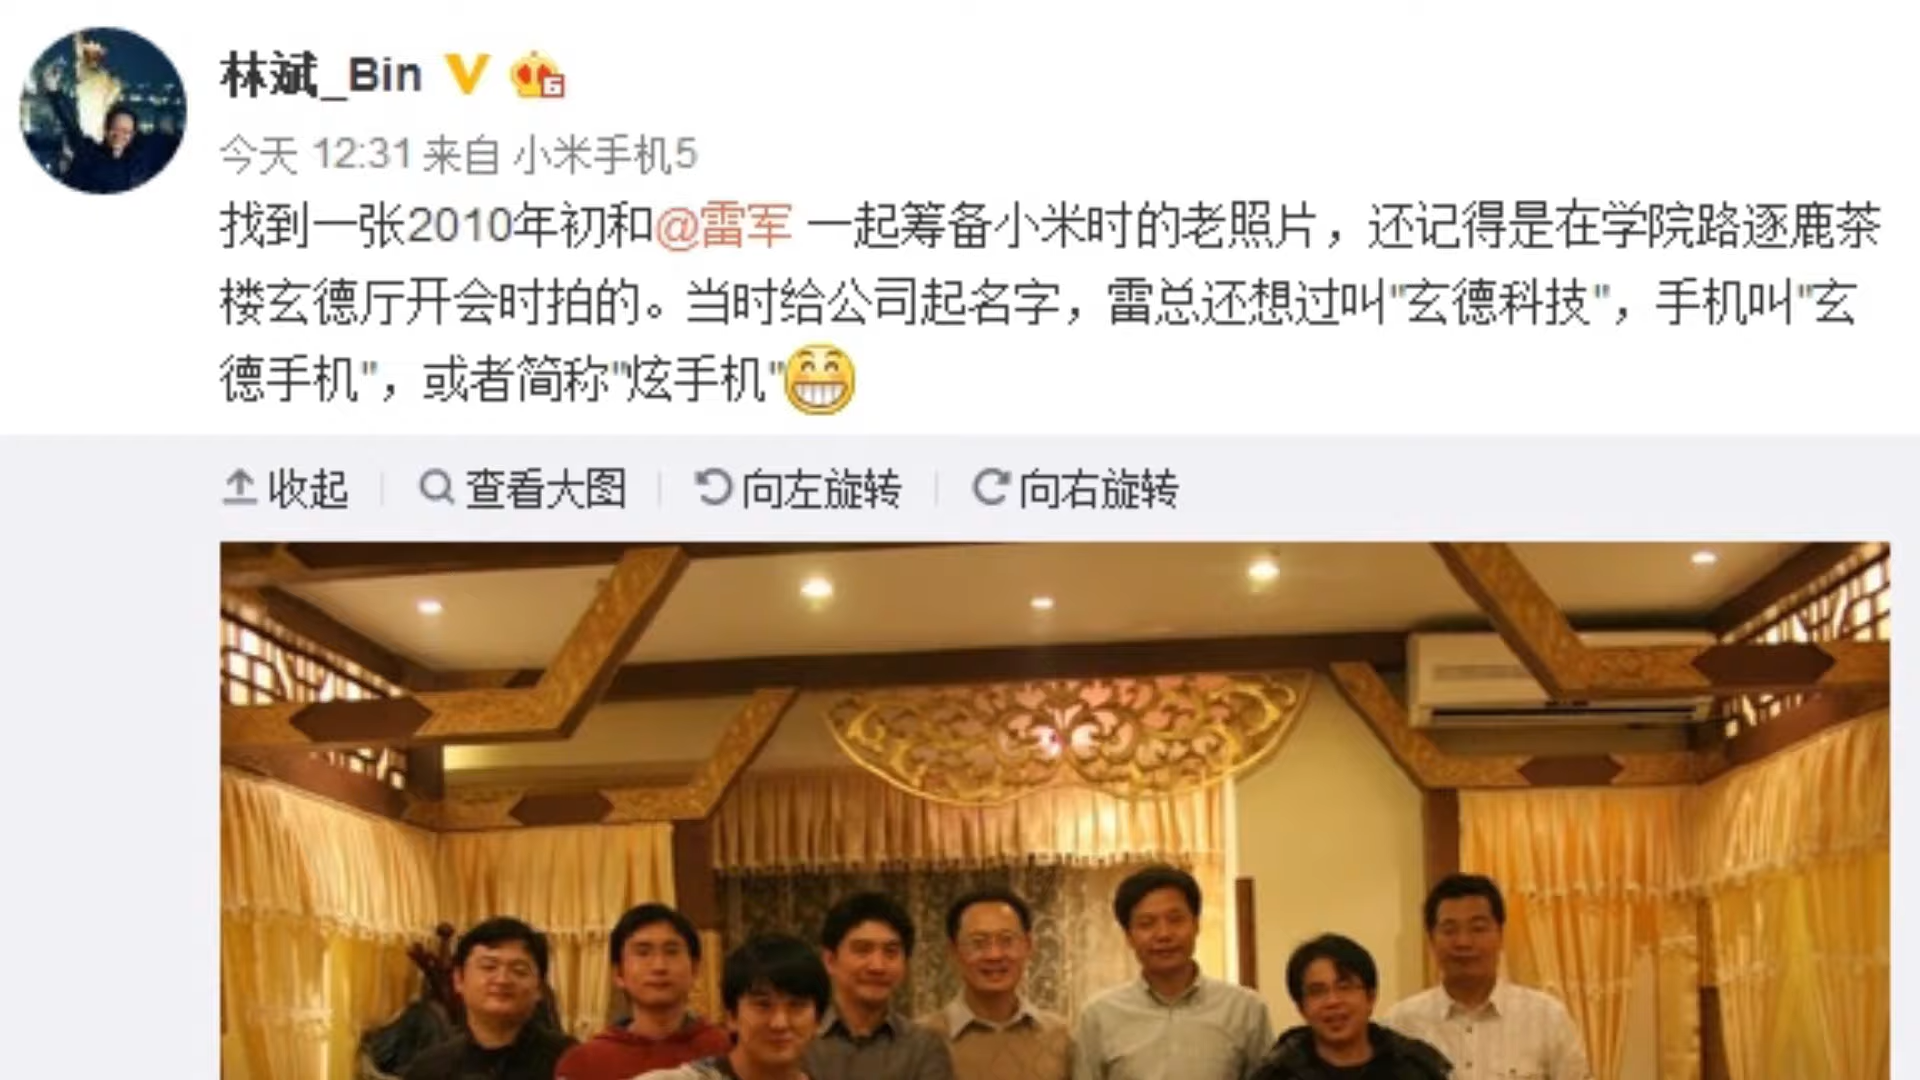 林斌_Bin V 6
今天 12:31 来自 小米手机5
找到一张2010年初和@雷军 一起筹备小米时的老照片，还记得是在学院路逐鹿茶
楼玄德厅开会时拍的。当时给公司起名字，雷总还想过叫"玄德科技"，手机叫"玄
德手机"，或者简称"炫手机"
收起 查看大图 向左旋转 向右旋转